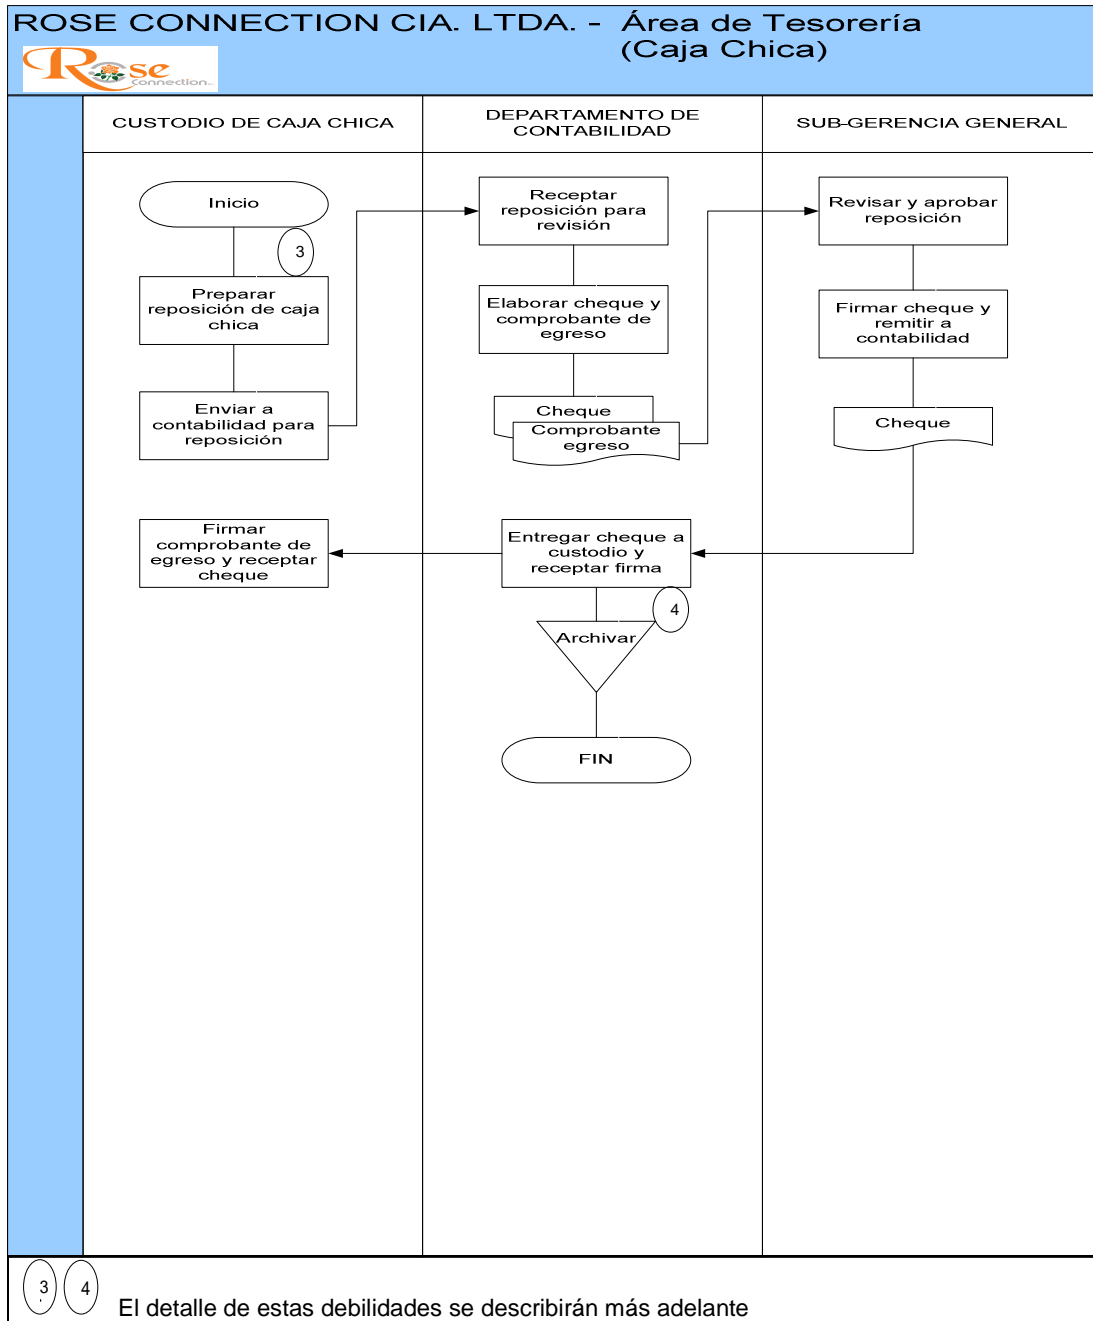 ROSE CONNECTION CIA. LTDA. - Área de Tesorería
(Caja Chica)
Rose
Connection
CUSTODIO DE CAJA CHICA
DEPARTAMENTO DE
CONTABILIDAD
SUB-GERENCIA GENERAL
Inicio
3
Preparar
reposición de caja
chica
Enviar a
contabilidad para
reposición
Receptar
reposición para
revisión
Elaborar cheque y
comprobante de
egreso
Cheque
Comprobante
egreso
Revisar y aprobar
reposición
Firmar cheque y
remitir a
contabilidad
Cheque
Entregar cheque a
custodio y
receptar firma
Firmar
comprobante de
egreso y receptar
cheque
4
Archivar
FIN
3 4 El detalle de estas debilidades se describirán más adelante